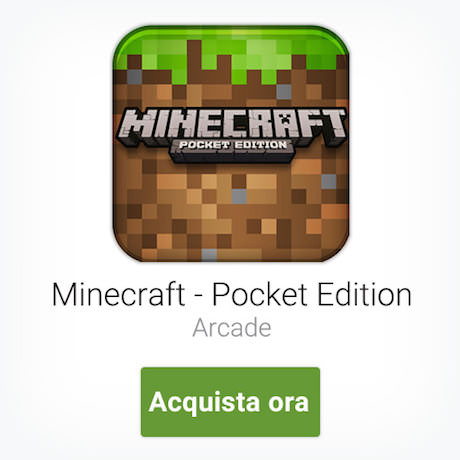 MINECRAFT
POCKET EDITION
Minecraft - Pocket Edition
Arcade
Acquista ora